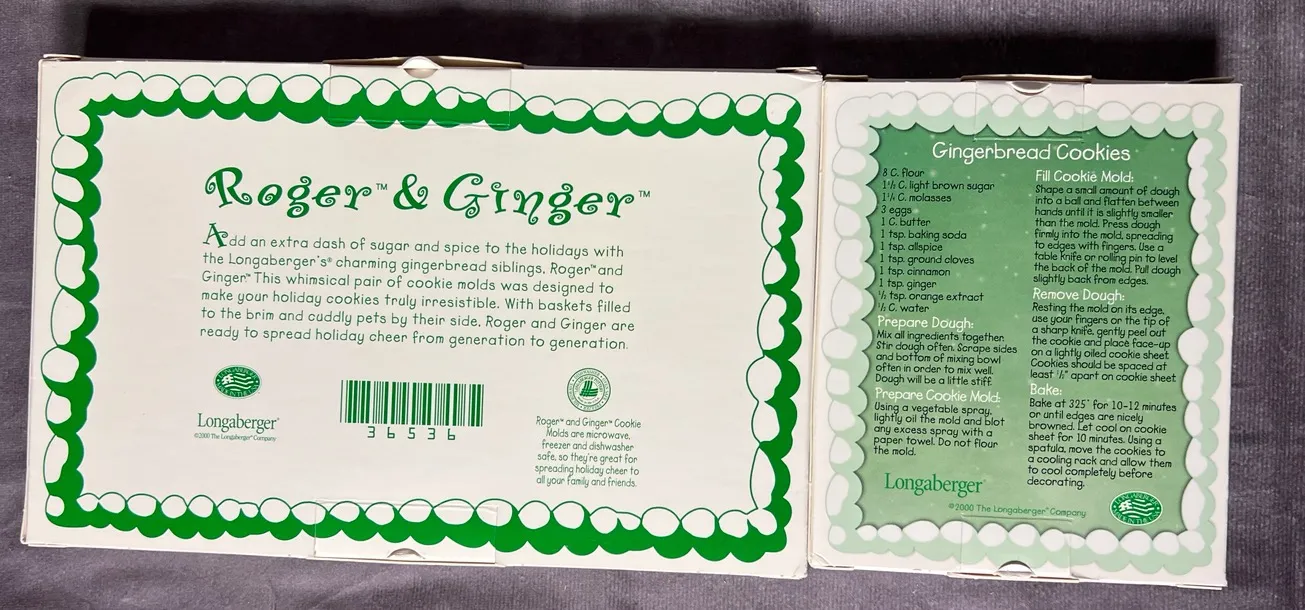 Roger™ & Ginger™
Add an extra dash of sugar and spice to the holidays with
the Longaberger's® charming gingerbread siblings, Roger™ and
Ginger.™ This whimsical pair of cookie molds was designed to
make your holiday cookies truly irresistible. With baskets filled
to the brim and cuddly pets by their side, Roger and Ginger are
ready to spread holiday cheer from generation to generation.
Longaberger®
©2000 The Longaberger® Company
36536
Roger™ and Ginger™ Cookie
Molds are microwave,
freezer and dishwasher
safe, so they're great for
spreading holiday cheer to
all your family and friends.
Gingerbread Cookies
8 C. flour
light brown sugar
molasses
3 eggs
1 C. butter
1 tsp. baking soda
1 tsp. allspice
1 tsp. ground cloves
1 tsp. cinnamon
1 tsp. ginger
tsp. orange extract
C. water
Prepare Dough:
Mix all ingredients together.
Stir dough often. Scrape sides
and bottom of mixing bowl
often in order to mix well.
Dough will be a little stiff.
Prepare Cookie Mold:
Using a vegetable spray,
lightly oil the mold and blot
any excess spray with a
paper towel. Do not flour
the mold.
Fill Cookie Mold:
Shape a small amount of dough
into a ball and flatten between
hands until it is slightly smaller
than the mold. Press dough
firmly into the mold, spreading
to edges with fingers. Use a
table knife or rolling pin to level
the back of the mold. Pull dough
slightly back from edges.
Remove Dough:
Resting the mold on its edge,
use your fingers or the tip of
a sharp knife, gently peel out
the cookie and place face-up
on a lightly oiled cookie sheet.
Cookies should be spaced at
least 1/2" apart on cookie sheet.
Bake:
Bake at 325° for 10-12 minutes
or until edges are nicely
browned. Let cool on cookie
sheet for 10 minutes. Using a
spatula, move the cookies to
a cooling rack and allow them
to cool completely before
decorating.
Longaberger®
©2000 The Longaberger® Company